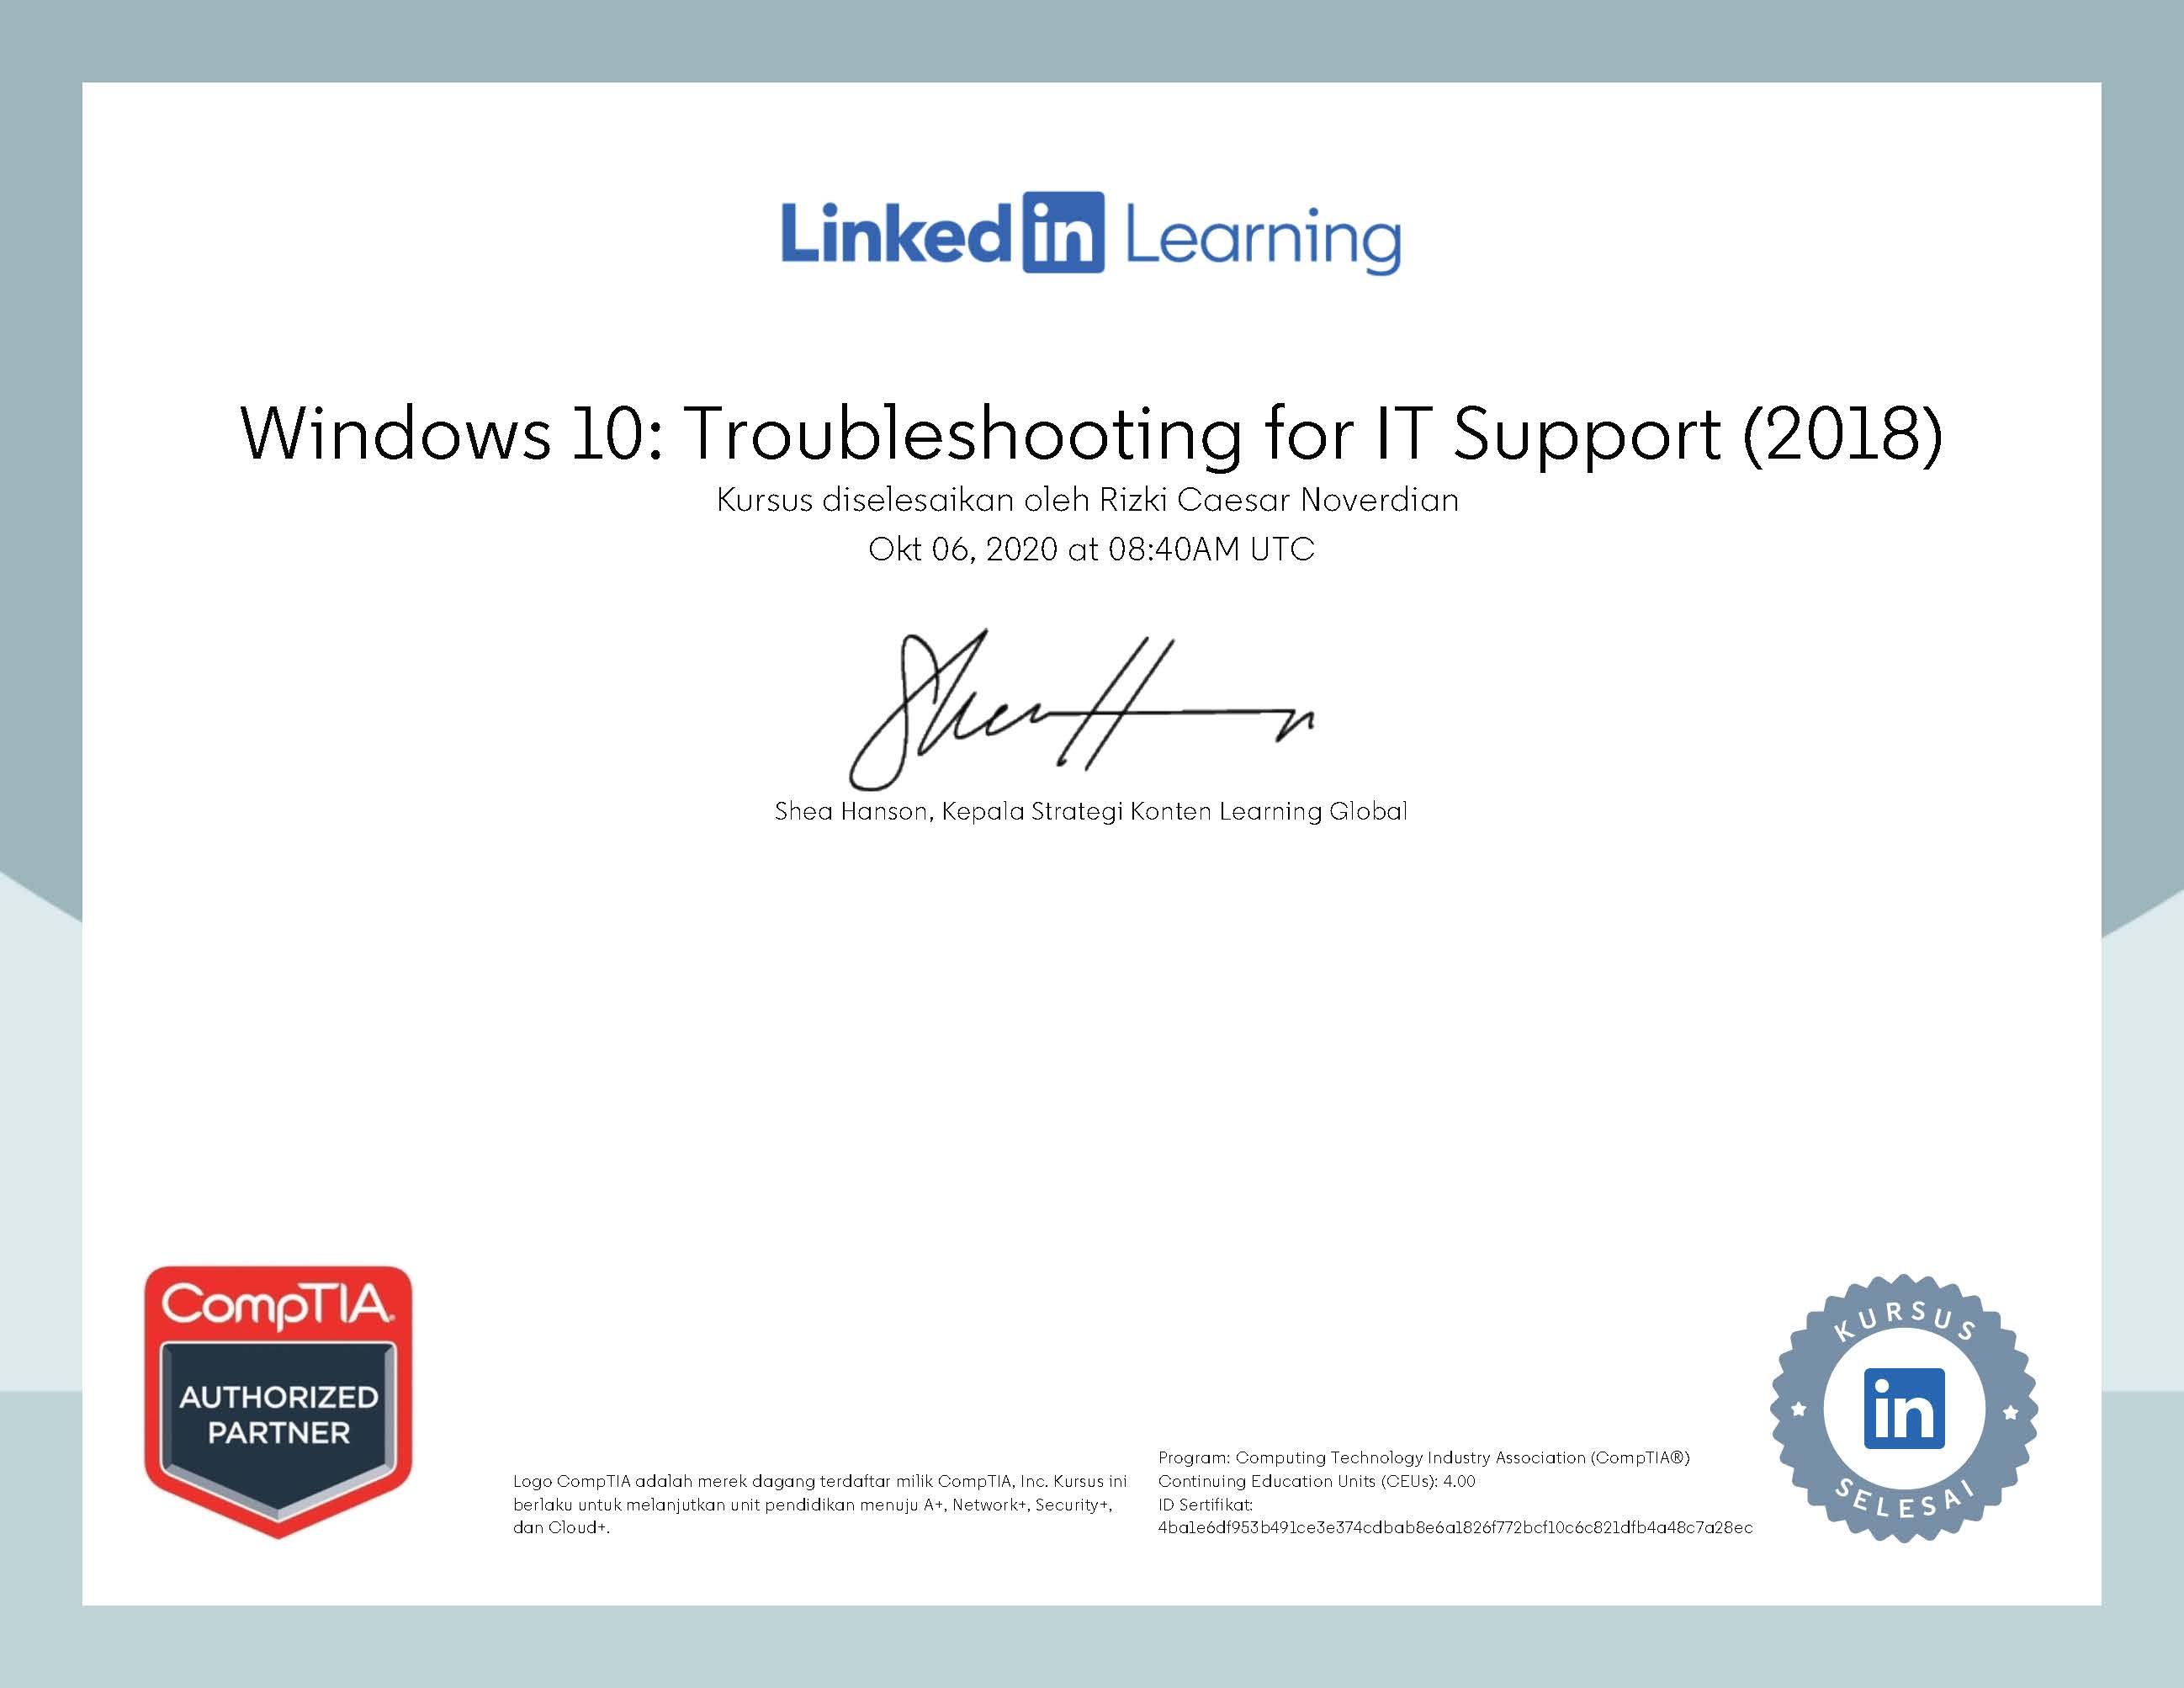 Linked in Learning
Windows 10: Troubleshooting for IT Support (2018)
Kursus diselesaikan oleh Rizki Caesar Noverdian
Okt 06, 2020 at 08:40AM UTC
Shea Hanson, Kepala Strategi Konten Learning Global
CompTIA.
AUTHORIZED
PARTNER
Logo CompTIA adalah merek dagang terdaftar milik CompTIA, Inc. Kursus ini
berlaku untuk melanjutkan unit pendidikan menuju A+, Network+, Security+,
dan Cloud+.
Program: Computing Technology Industry Association (CompTIA®)
Continuing Education Units (CEUs): 4.00
ID Sertifikat:
4ba1e6df953b491ce3e374cdbab8e6a1826f772bcf10c6c821dfb4a48c7a28ec
KURSUS
in
SELESAI